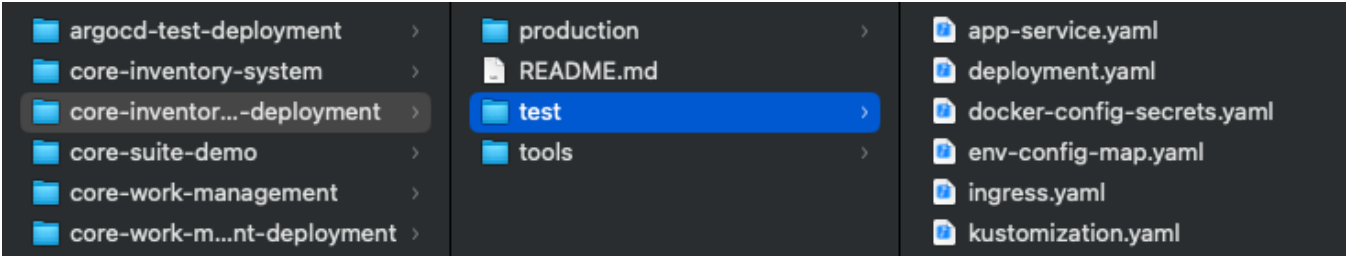 argocd-test-deployment
core-inventory-system
core-inventor...-deployment
core-suite-demo
core-work-management
core-work-m...nt-deployment
production
README.md
test
tools
app-service.yaml
deployment.yaml
docker-config-secrets.yaml
env-config-map.yaml
ingress.yaml
kustomization.yaml